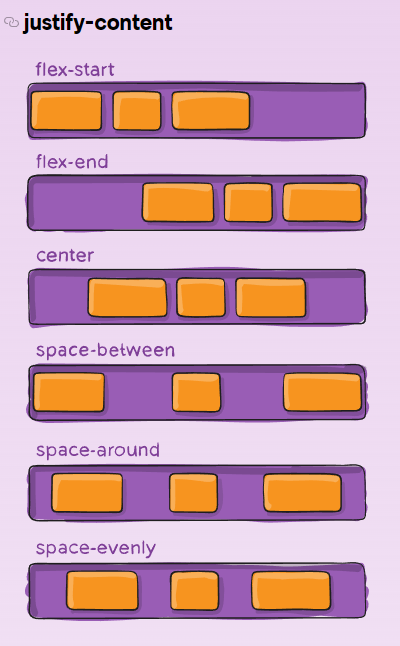 justify-content
flex-start
flex-end
center
space-between
space-around
space-evenly